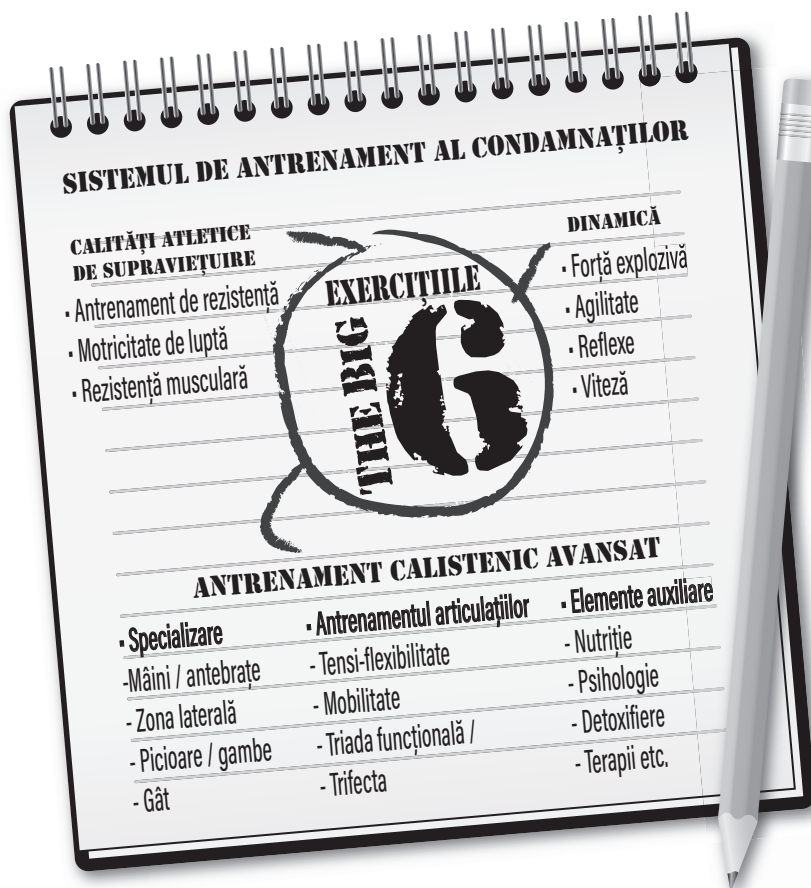 SISTEMUL DE ANTRENAMENT AL CONDAMNAȚILOR
CALITĂȚI ATLETICE
DE SUPRAVIEȚUIRE
· Antrenament de rezistență
· Motricitate de luptă
· Rezistență musculară
EXERCIȚIILE
THE BIG
6
DINAMICĂ
· Forță explozivă
· Agilitate
· Reflexe
· Viteză
ANTRENAMENT CALISTENIC AVANSAT
· Specializare
-Mâini / antebrațe
- Zona laterală
- Picioare / gambe
- Gât
· Antrenamentul articulațiilor
- Tensi-flexibilitate
- Mobilitate
- Triada funcțională /
- Trifecta
· Elemente auxiliare
- Nutriție
- Psihologie
- Detoxifiere
- Terapii etc.